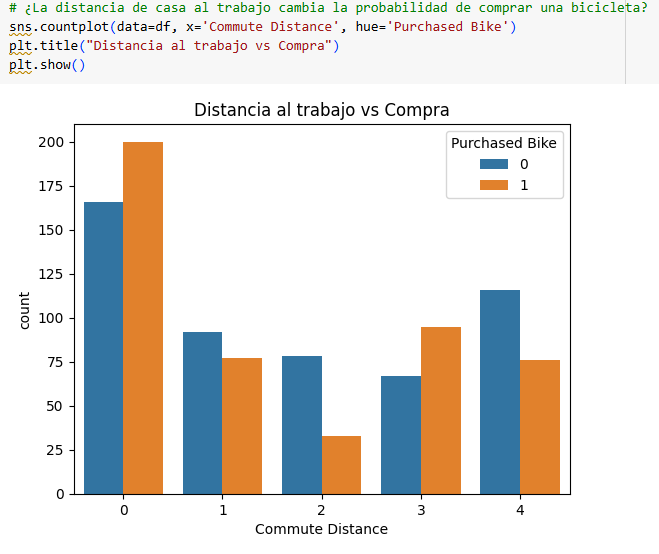 # ¿La distancia de casa al trabajo cambia la probabilidad de comprar una bicicleta?
sns.countplot(data=df, x='Commute Distance', hue='Purchased Bike')
plt.title("Distancia al trabajo vs Compra")
plt.show()
Distancia al trabajo vs Compra
Purchased Bike
0
1
200
175
150
125
100
75
50
25
0
count
0 1 2 3 4
Commute Distance